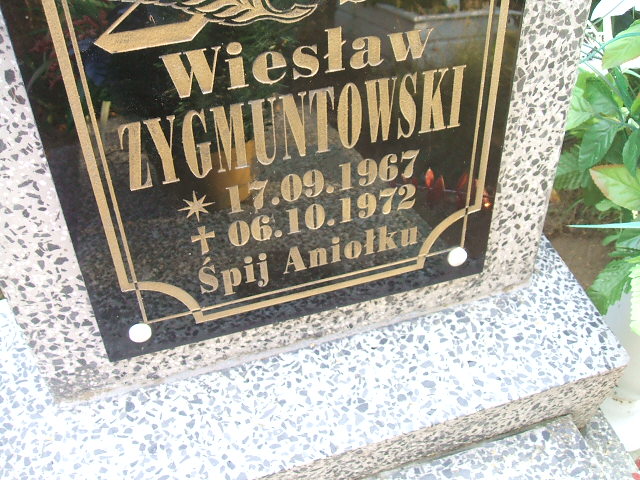 Wiesław
ZYGMUNTOWSKI
* 17.09.1967
✝ 06.10.1972
Śpij Aniołku